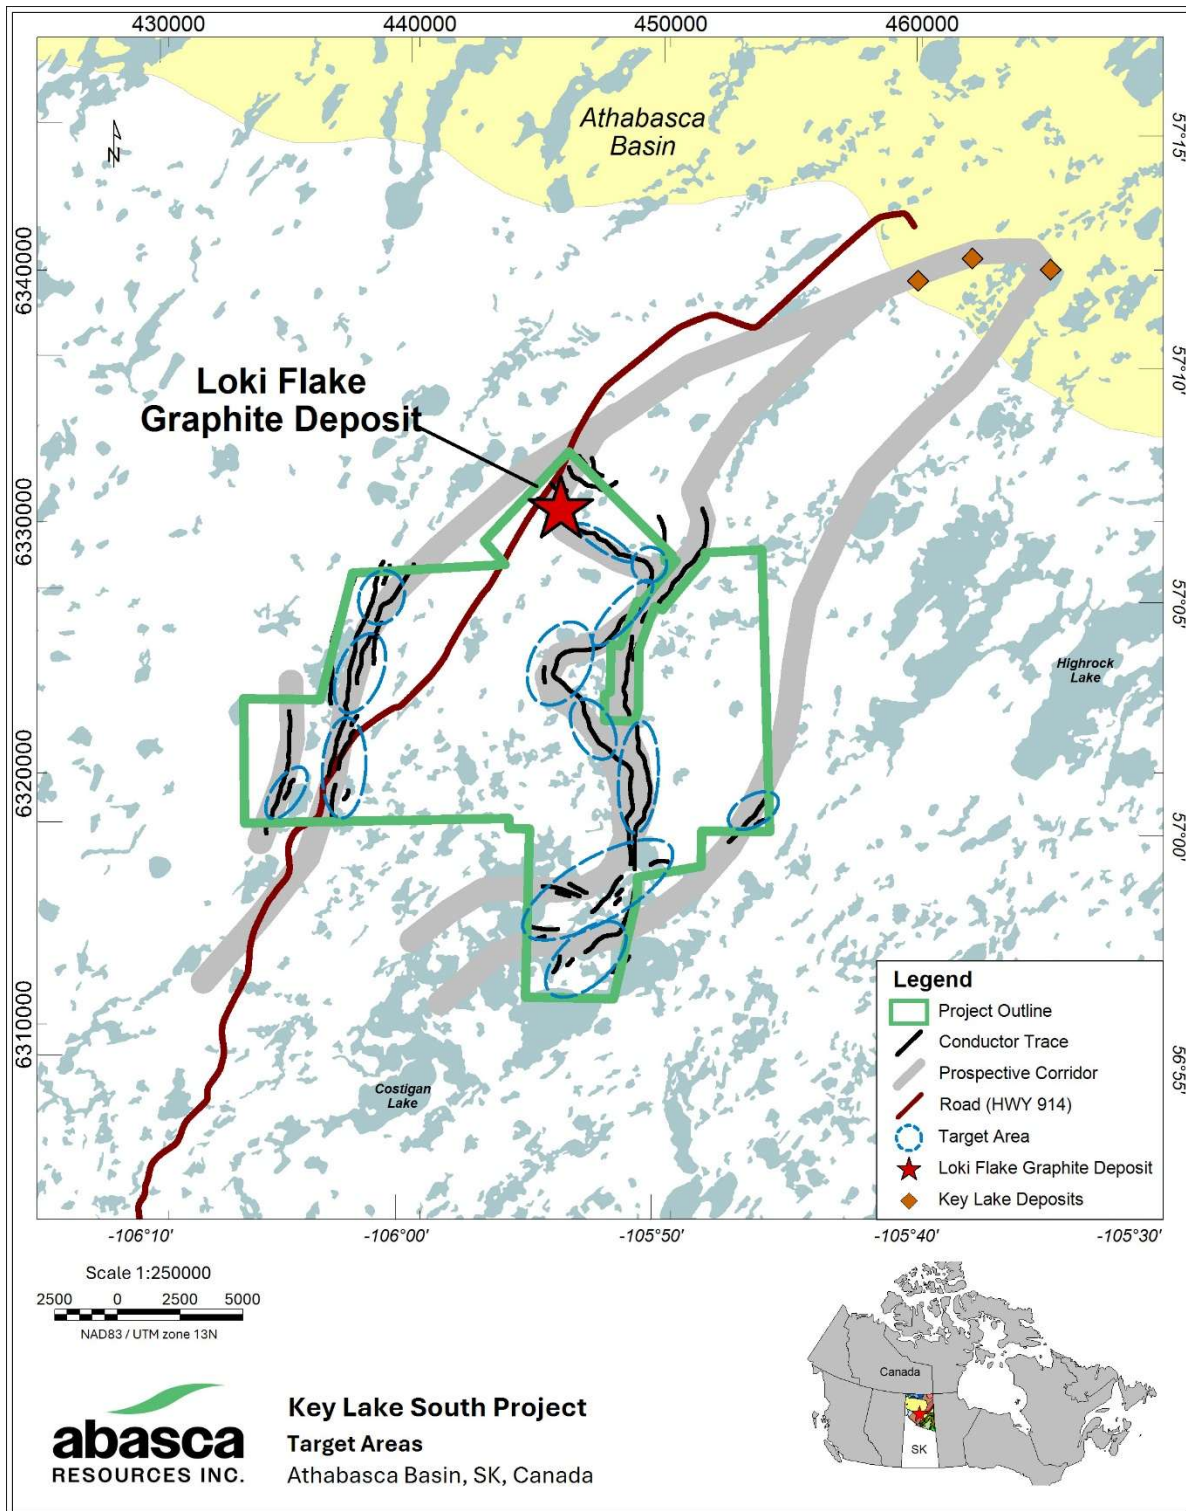 430000
440000
450000
460000
Athabasca
Basin
57°15'
N
6340000
57°10'
Loki Flake
Graphite Deposit
6330000
57°05'
Highrock
Lake
6320000
57°00'
Legend
Project Outline
6310000
Conductor Trace
Prospective Corridor
56°55'
Costigan
Lake
Road (HWY 914)
Target Area
Loki Flake Graphite Deposit
Key Lake Deposits
-106°10'
-106°00'
-105°50'
-105°40'
-105°30'
Scale 1:250000
2500 0 2500 5000
NAD83 / UTM zone 13N
Canada
SK
abasca
RESOURCES INC.
Key Lake South Project
Target Areas
Athabasca Basin, SK, Canada